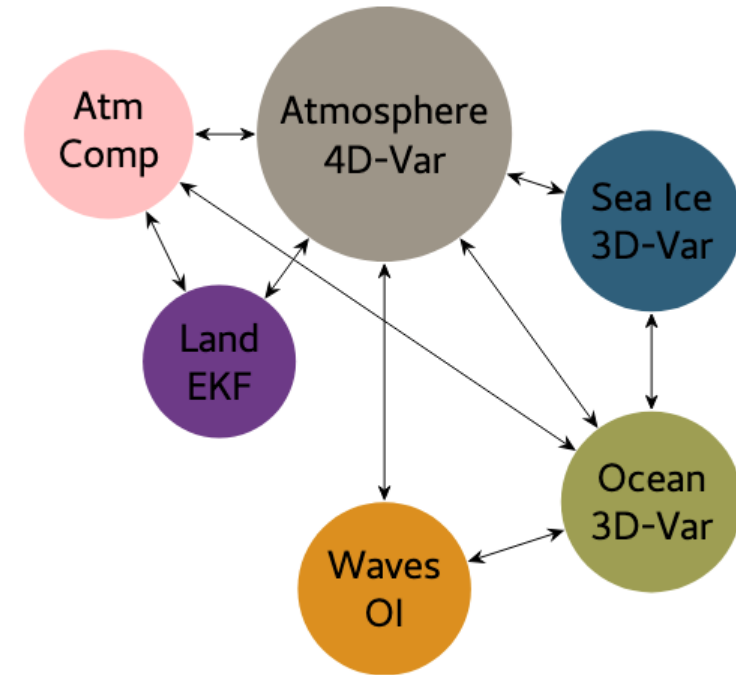 Atm
Comp
Atmosphere
4D-Var
Sea Ice
3D-Var
Land
EKF
Ocean
3D-Var
Waves
OI